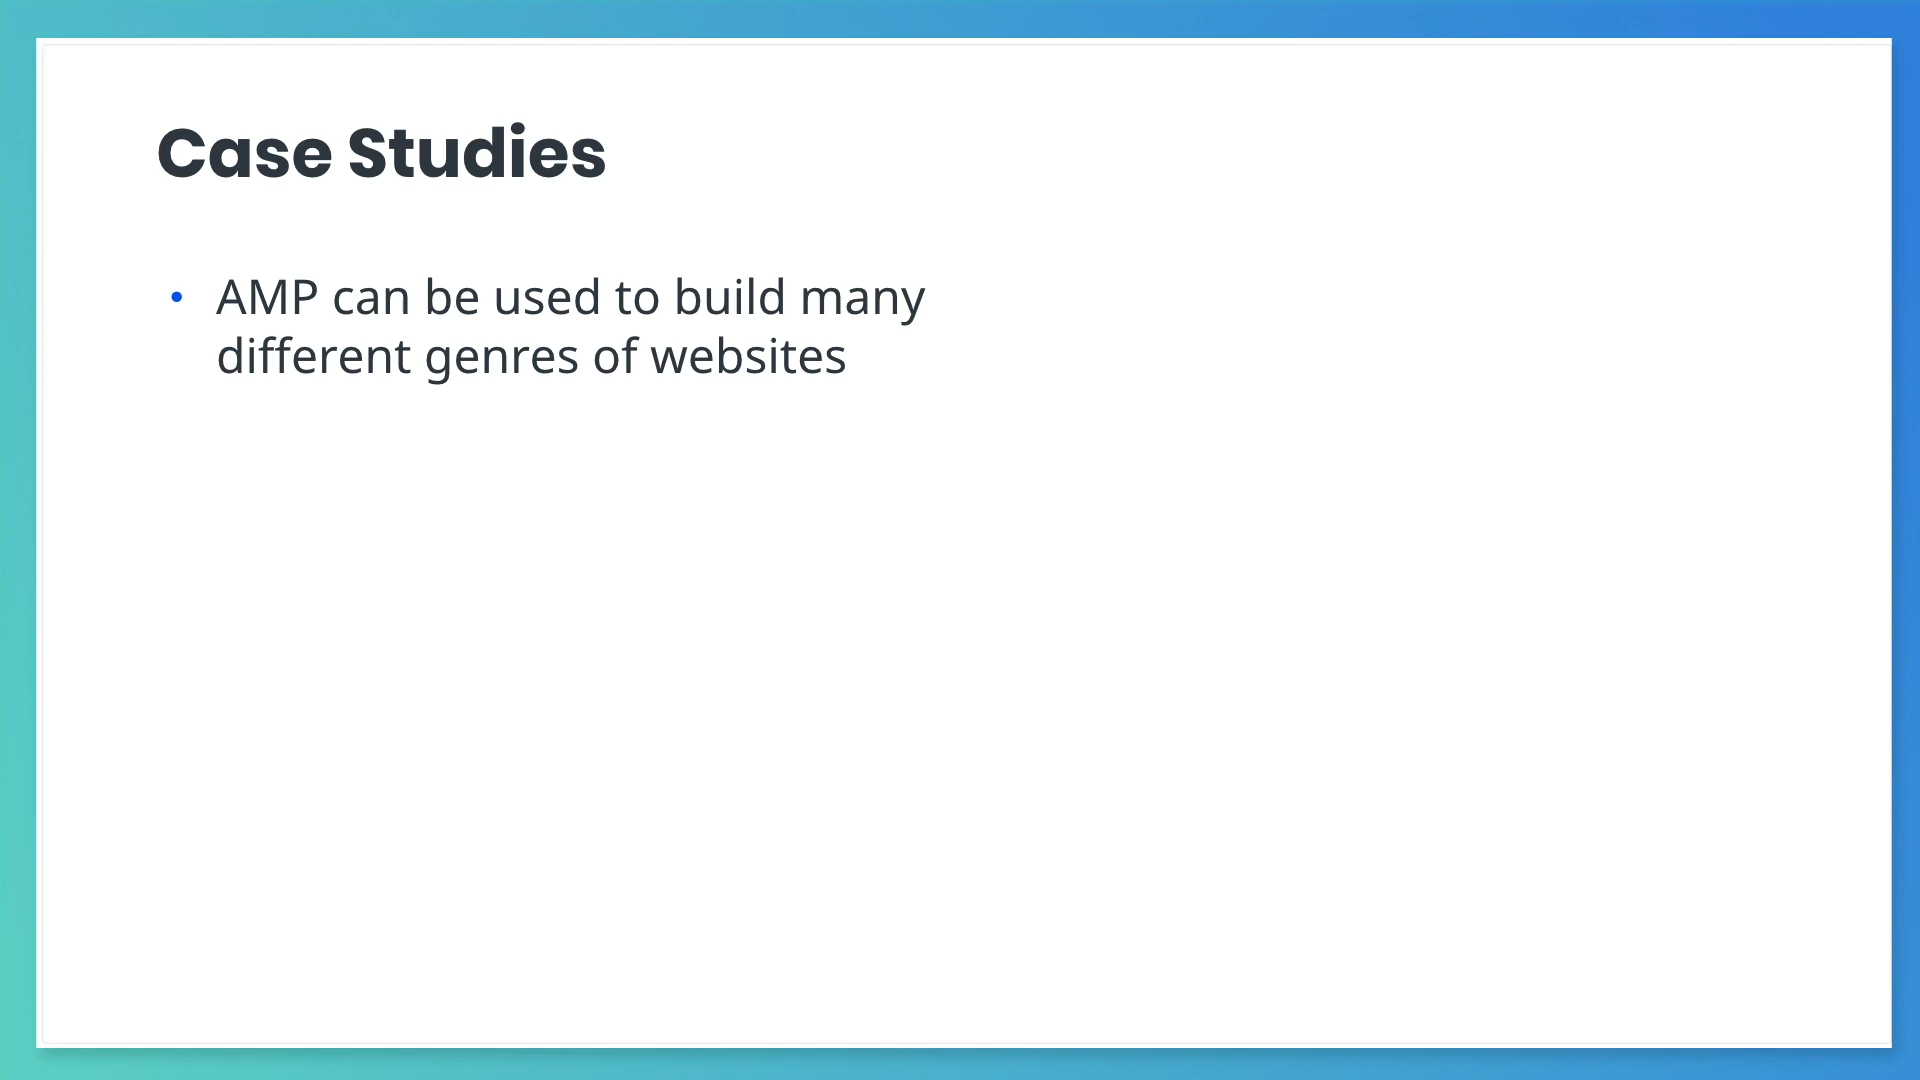 Case Studies
• AMP can be used to build many
different genres of websites